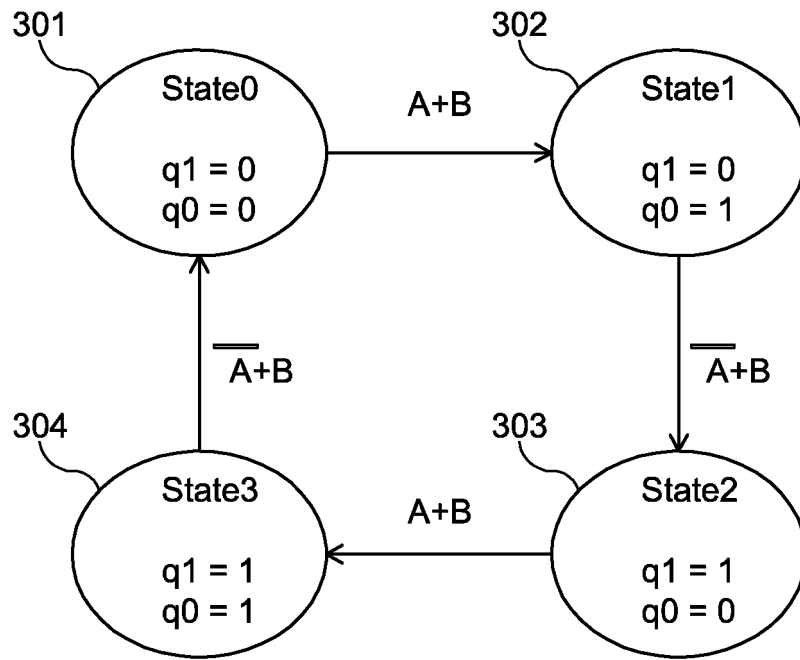 301
302
State0
A+B
State1
q1 = 0
q0 = 0
q1 = 0
q0 = 1
A̅+B
A̅+B
304
303
State3
A+B
State2
q1 = 1
q0 = 1
q1 = 1
q0 = 0